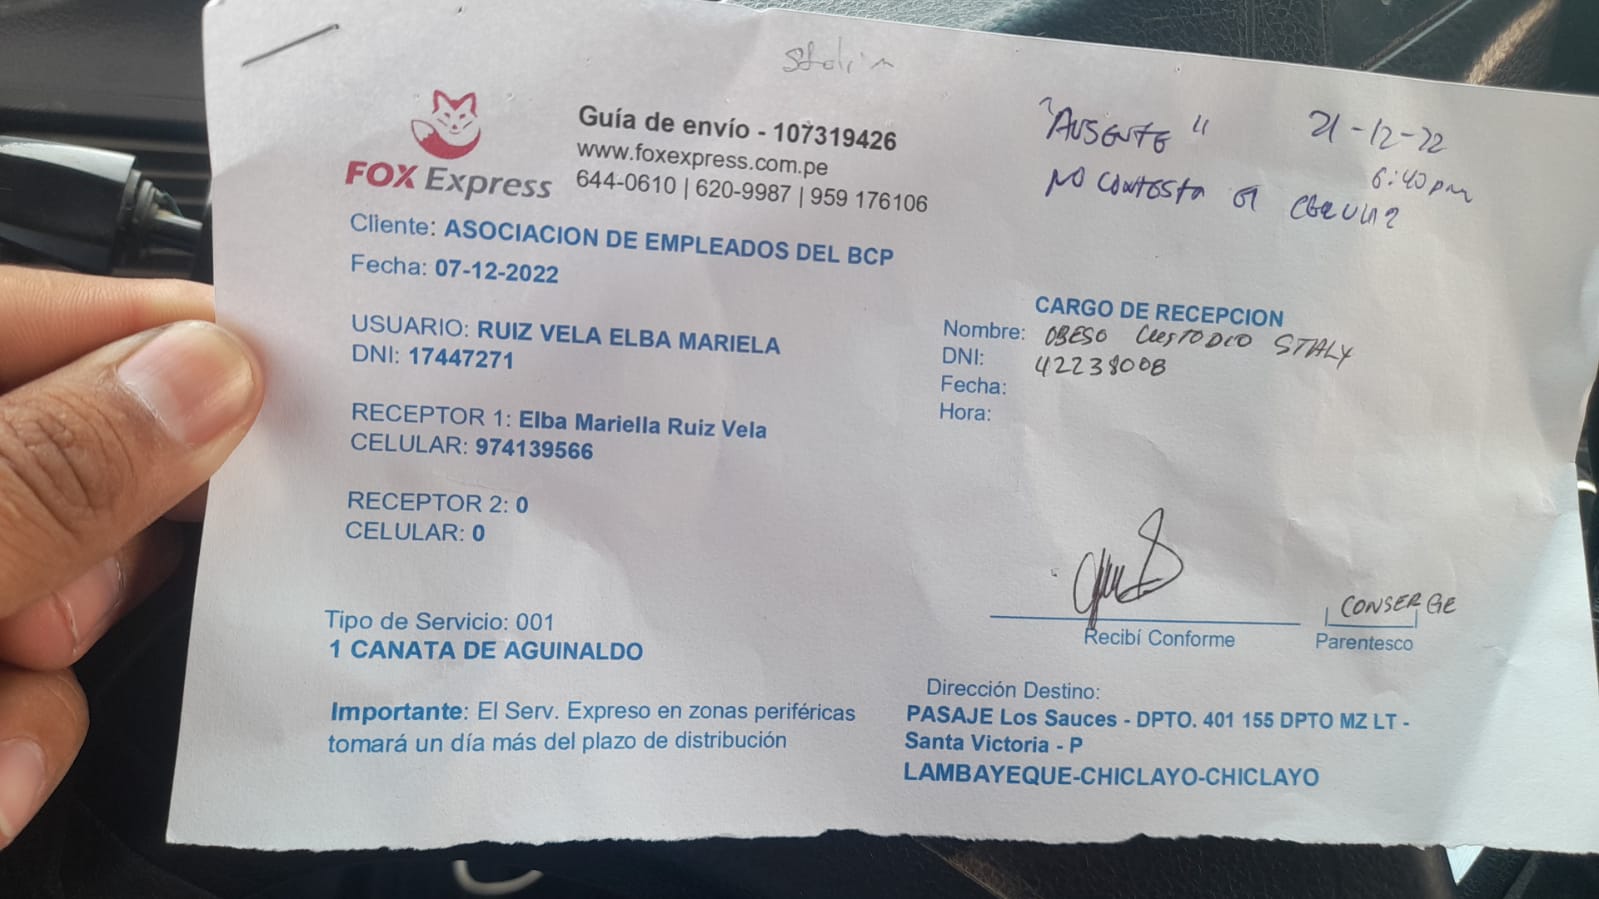 Guía de envío - 107319426
www.foxexpress.com.pe
644-0610 | 620-9987 | 959 176106
FOX Express
"AUSENTE" 21-12-22
6:40 pm
NO CONTESTA EL CELULAR
Cliente: ASOCIACION DE EMPLEADOS DEL BCP
Fecha: 07-12-2022
USUARIO: RUIZ VELA ELBA MARIELA
DNI: 17447271
RECEPTOR 1: Elba Mariella Ruiz Vela
CELULAR: 974139566
RECEPTOR 2: 0
CELULAR: 0
CARGO DE RECEPCION
Nombre: OBESO CUSTODIO STALY
DNI: 42238008
Fecha:
Hora:
CONSERGE
Recibí Conforme Parentesco
Tipo de Servicio: 001
1 CANATA DE AGUINALDO
Importante: El Serv. Expreso en zonas periféricas
tomará un día más del plazo de distribución
Dirección Destino:
PASAJE Los Sauces - DPTO. 401 155 DPTO MZ LT -
Santa Victoria - P
LAMBAYEQUE-CHICLAYO-CHICLAYO